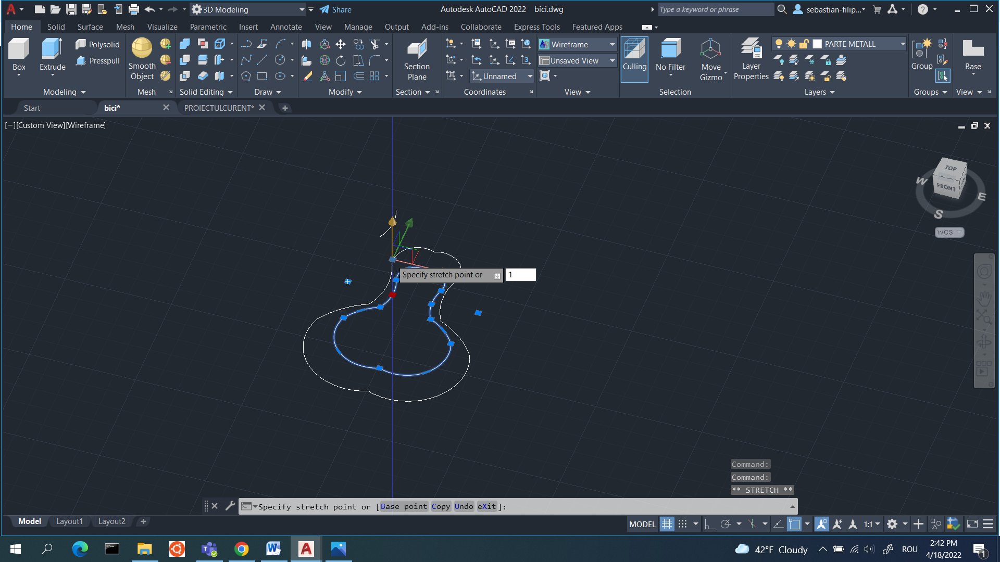 3D Modeling
Share
Autodesk AutoCAD 2022 bici.dwg
Type a keyword or phrase
sebastian-filip...
Home Solid Surface Mesh Visualize Parametric Insert Annotate View Manage Output Add-ins Collaborate Express Tools Featured Apps
Box
Extrude
Polysolid
Presspull
Smooth
Object
Section
Plane
Unnamed
Wireframe
Unsaved View
Culling
No Filter
Move
Gizmo
Layer
Properties
PARTE METALL
Group
Base
Modeling Mesh Solid Editing Draw Modify Section Coordinates View Selection Layers Groups View
Start
bici*
PROIECTULCURENT*
[−][Custom View][Wireframe]
TOP
FRONT
W
E
S
WCS
Specify stretch point or 1
Command:
Command:
** STRETCH **
Specify stretch point or [Base point Copy Undo eXit]:
Model Layout1 Layout2
MODEL
1:1
42°F Cloudy
ROU
2:42 PM
4/18/2022
1